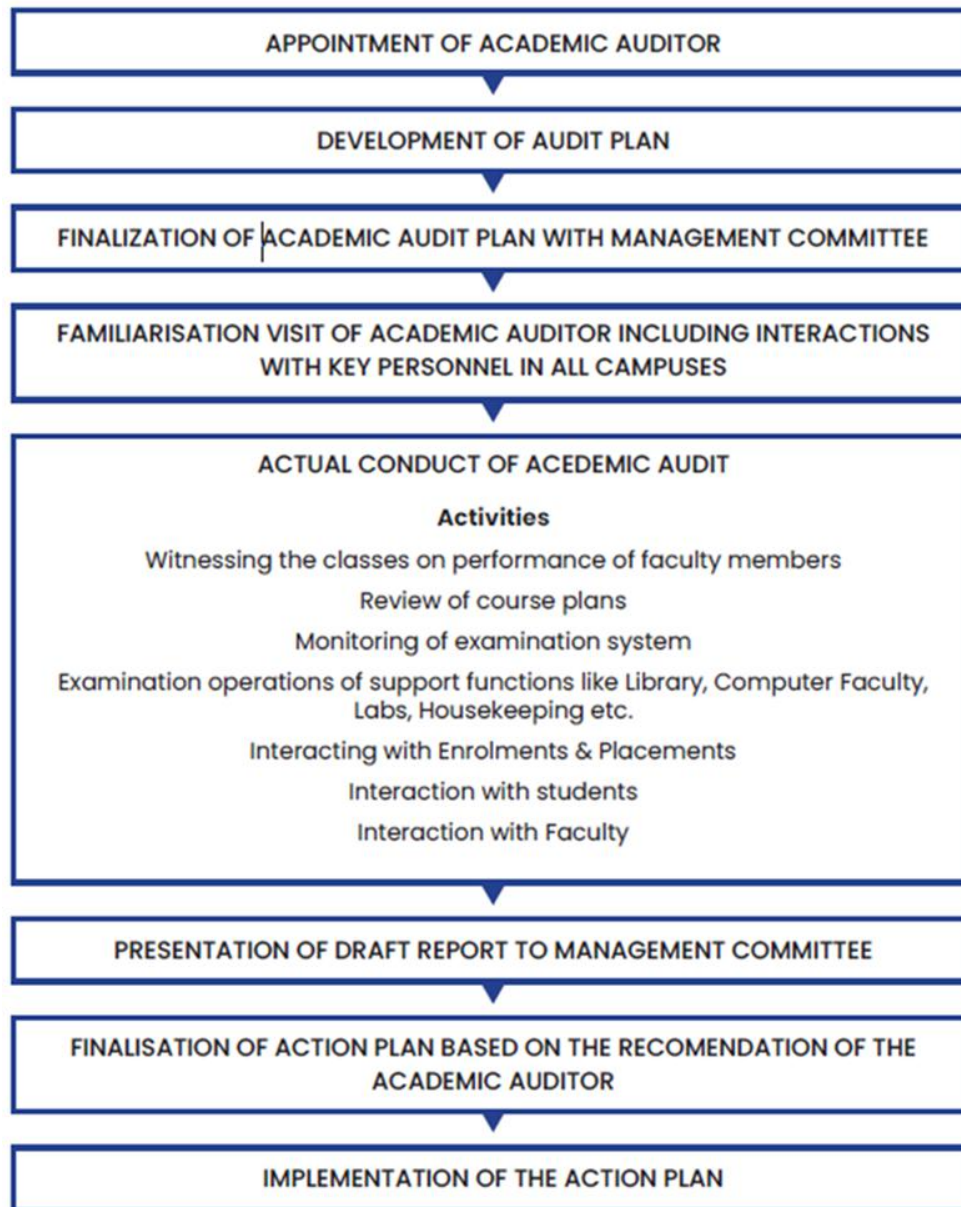 APPOINTMENT OF ACADEMIC AUDITOR
DEVELOPMENT OF AUDIT PLAN
FINALIZATION OF ACADEMIC AUDIT PLAN WITH MANAGEMENT COMMITTEE
FAMILIARISATION VISIT OF ACADEMIC AUDITOR INCLUDING INTERACTIONS
WITH KEY PERSONNEL IN ALL CAMPUSES
ACTUAL CONDUCT OF ACEDEMIC AUDIT
Activities
Witnessing the classes on performance of faculty members
Review of course plans
Monitoring of examination system
Examination operations of support functions like Library, Computer Faculty,
Labs, Housekeeping etc.
Interacting with Enrolments & Placements
Interaction with students
Interaction with Faculty
PRESENTATION OF DRAFT REPORT TO MANAGEMENT COMMITTEE
FINALISATION OF ACTION PLAN BASED ON THE RECOMENDATION OF THE
ACADEMIC AUDITOR
IMPLEMENTATION OF THE ACTION PLAN